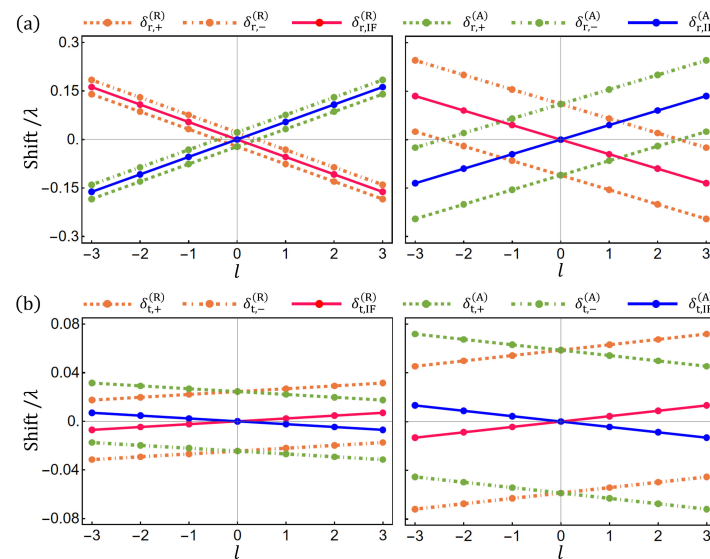 (a) δr,+(R) δr,−(R) δr,IF(R) δr,+(A) δr,−(A) δr,IF(A
Shift /λ
0.3
0.15
0
−0.15
−0.3
−3 −2 −1 0 1 2 3 −3 −2 −1 0 1 2 3
l l
(b) δt,+(R) δt,−(R) δt,IF(R) δt,+(A) δt,−(A) δt,IF(A
Shift /λ
0.08
0.04
0.
−0.04
−0.08
−3 −2 −1 0 1 2 3 −3 −2 −1 0 1 2 3
l l